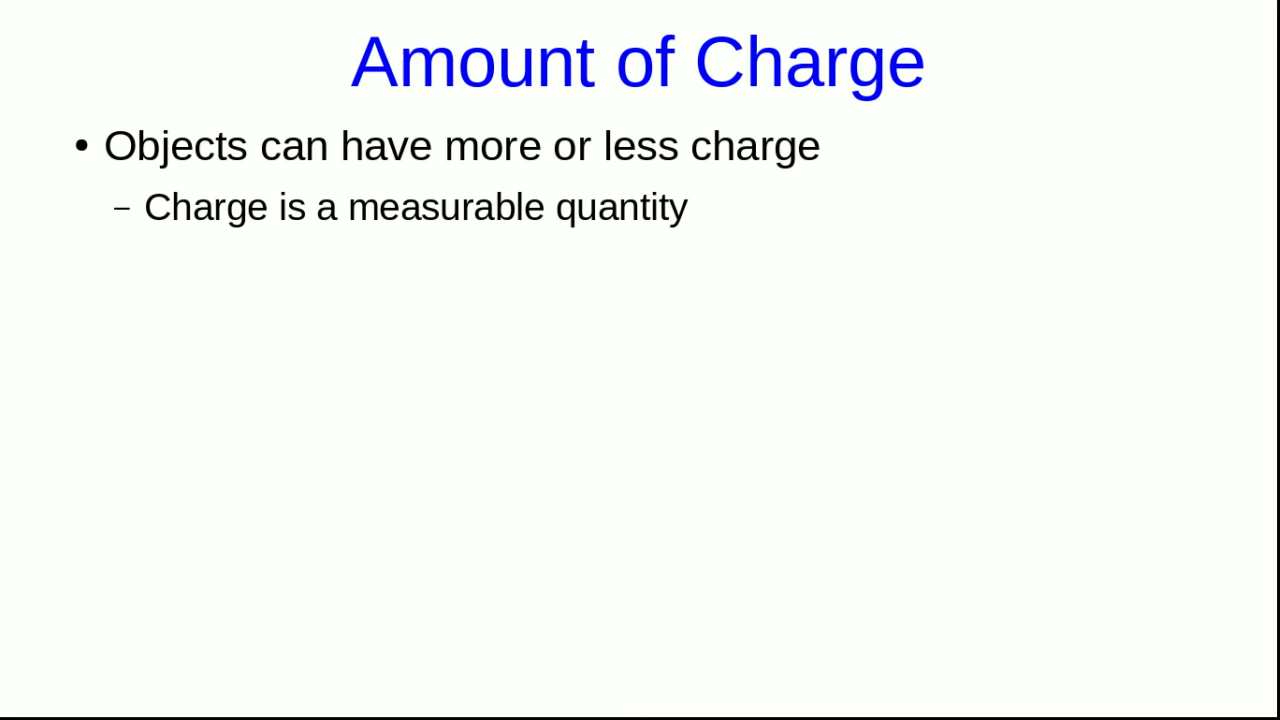 Amount of Charge
• Objects can have more or less charge
– Charge is a measurable quantity